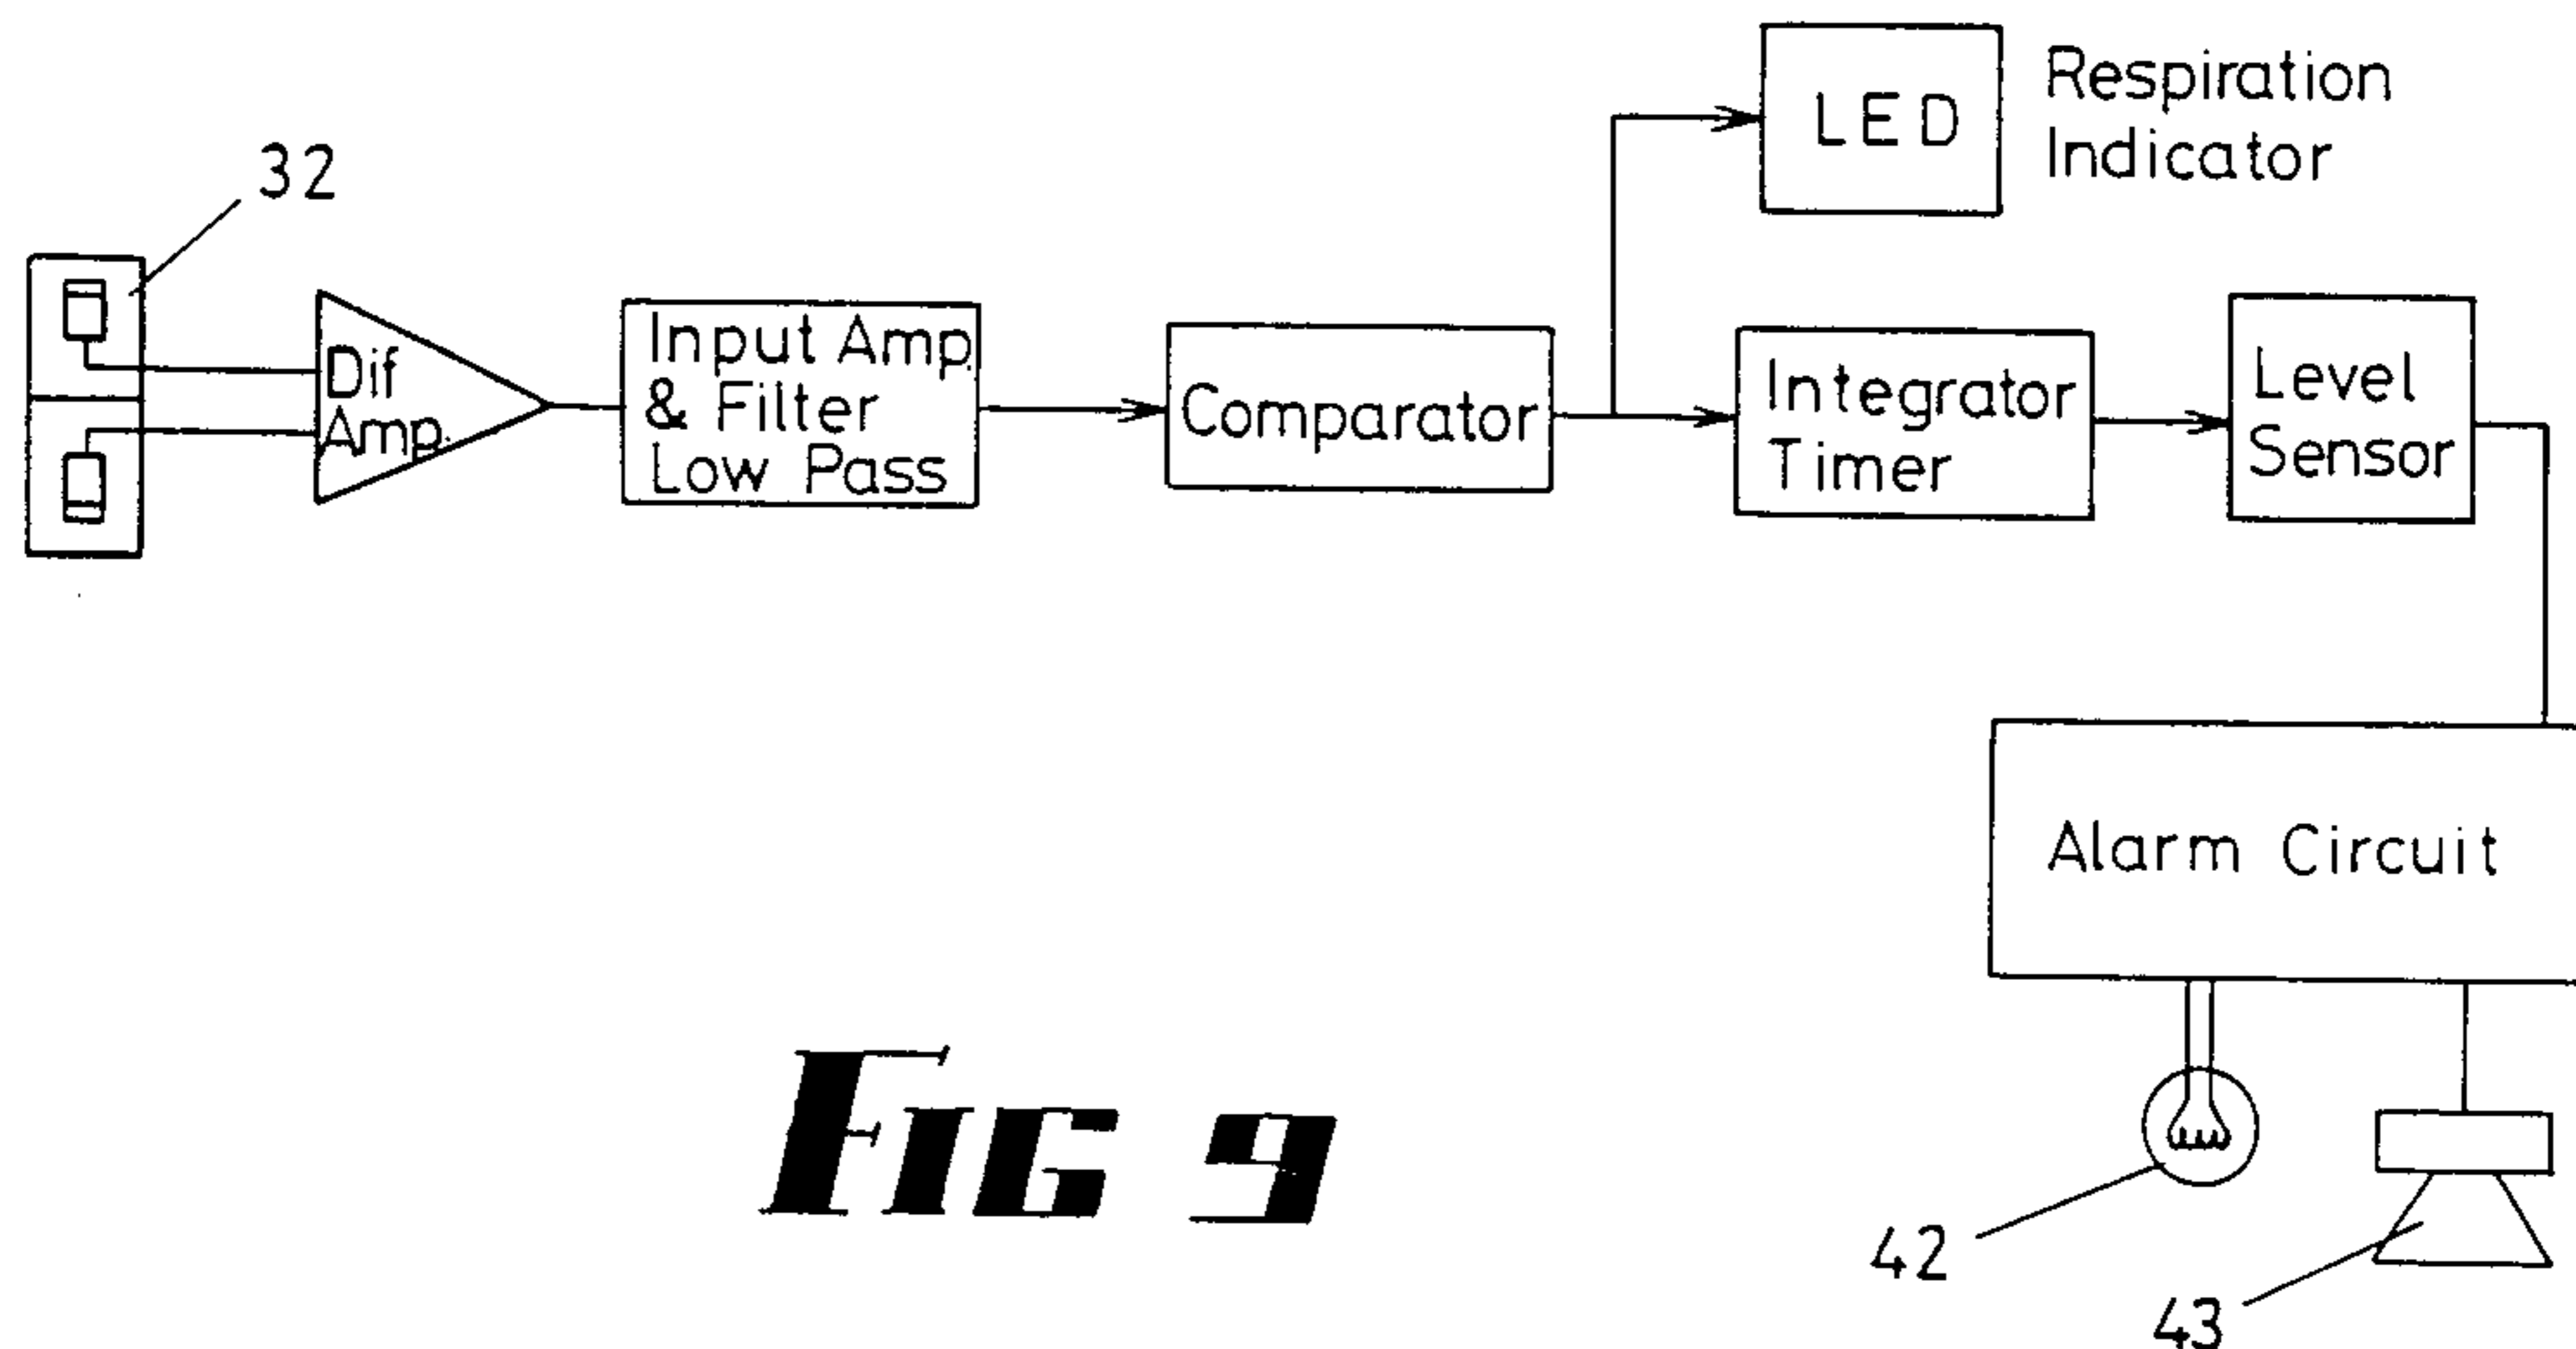 32
Dif
Amp.
Input Amp.
& Filter
Low Pass
Comparator
LED
Respiration
Indicator
Integrator
Timer
Level
Sensor
Alarm Circuit
42
43
FIG 9